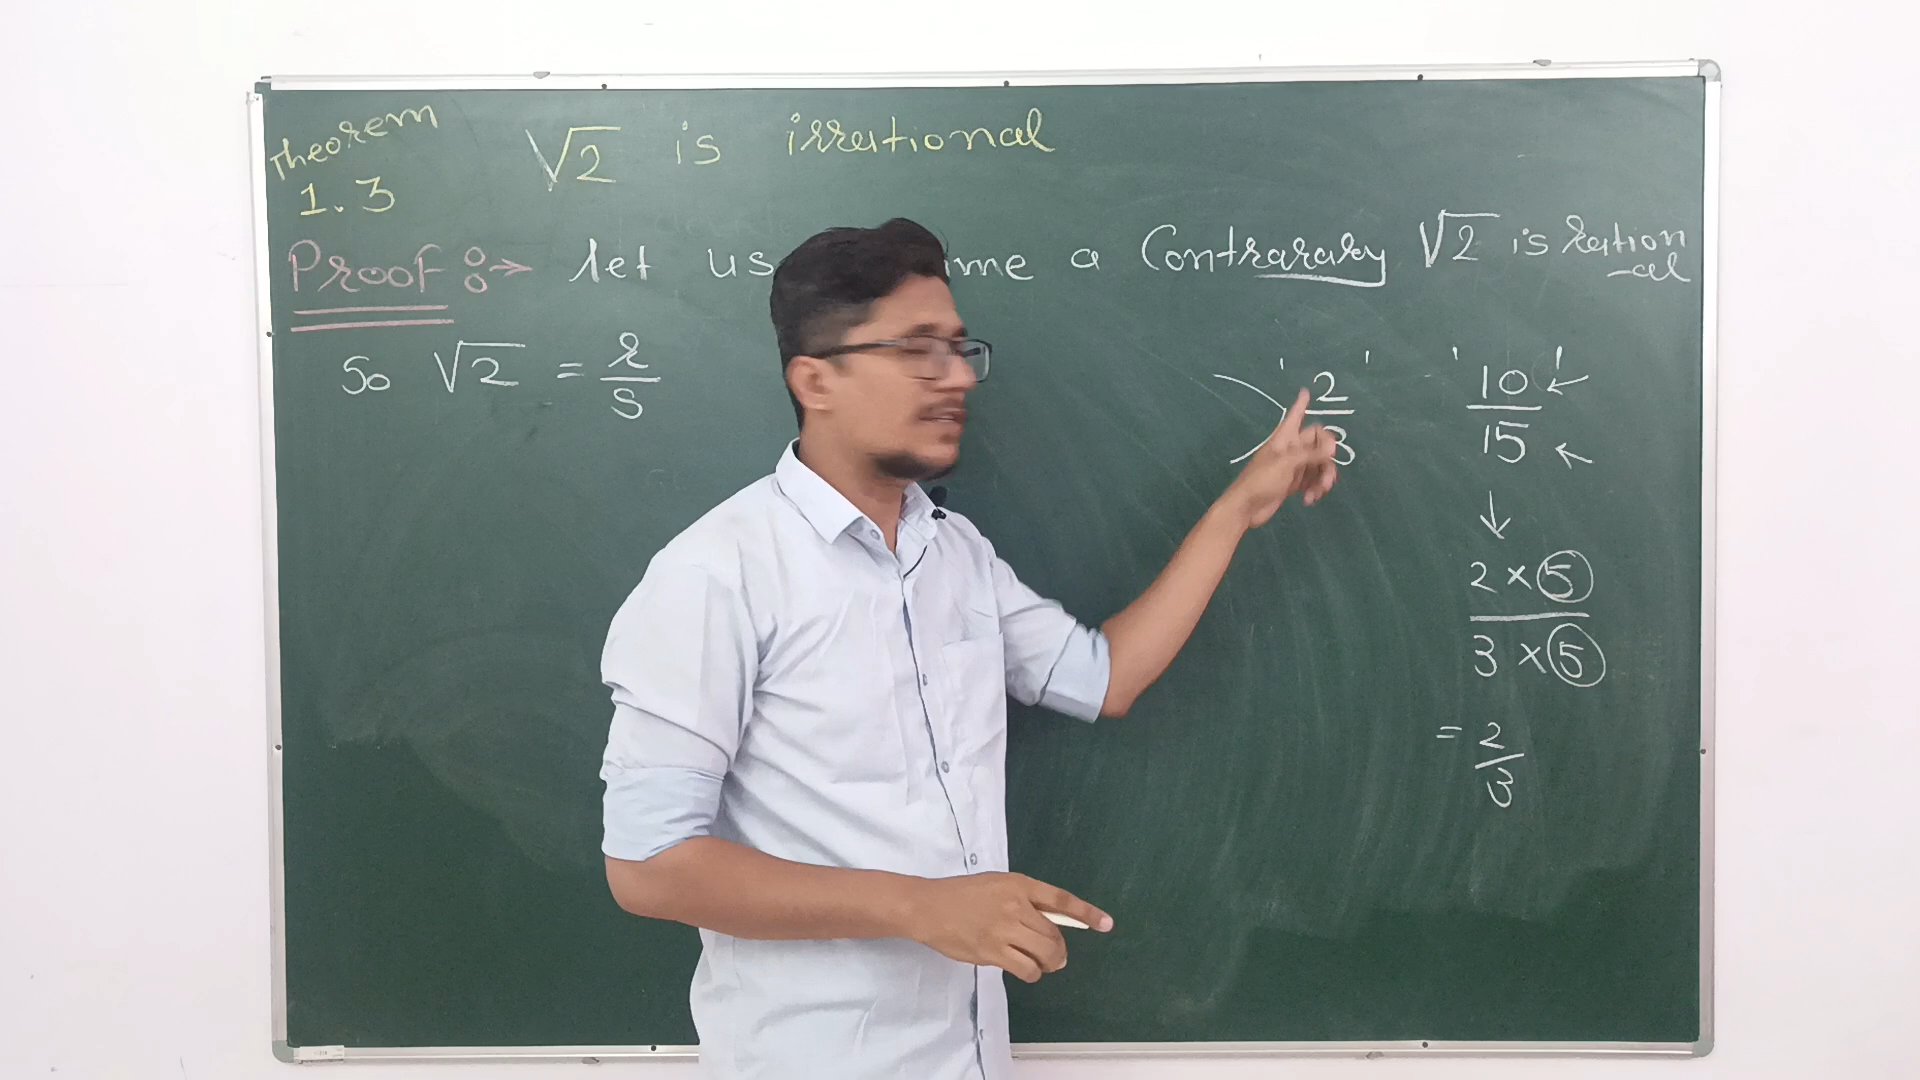 Theorem
1.3
√2 is irrational
Proof :→ let us ime a Contrarary √2 is ration
-al
So √2 = r/s
' 2/3 '
' 10/15 ' ←
←
↓
2 × 5
3 × 5
= 2/3